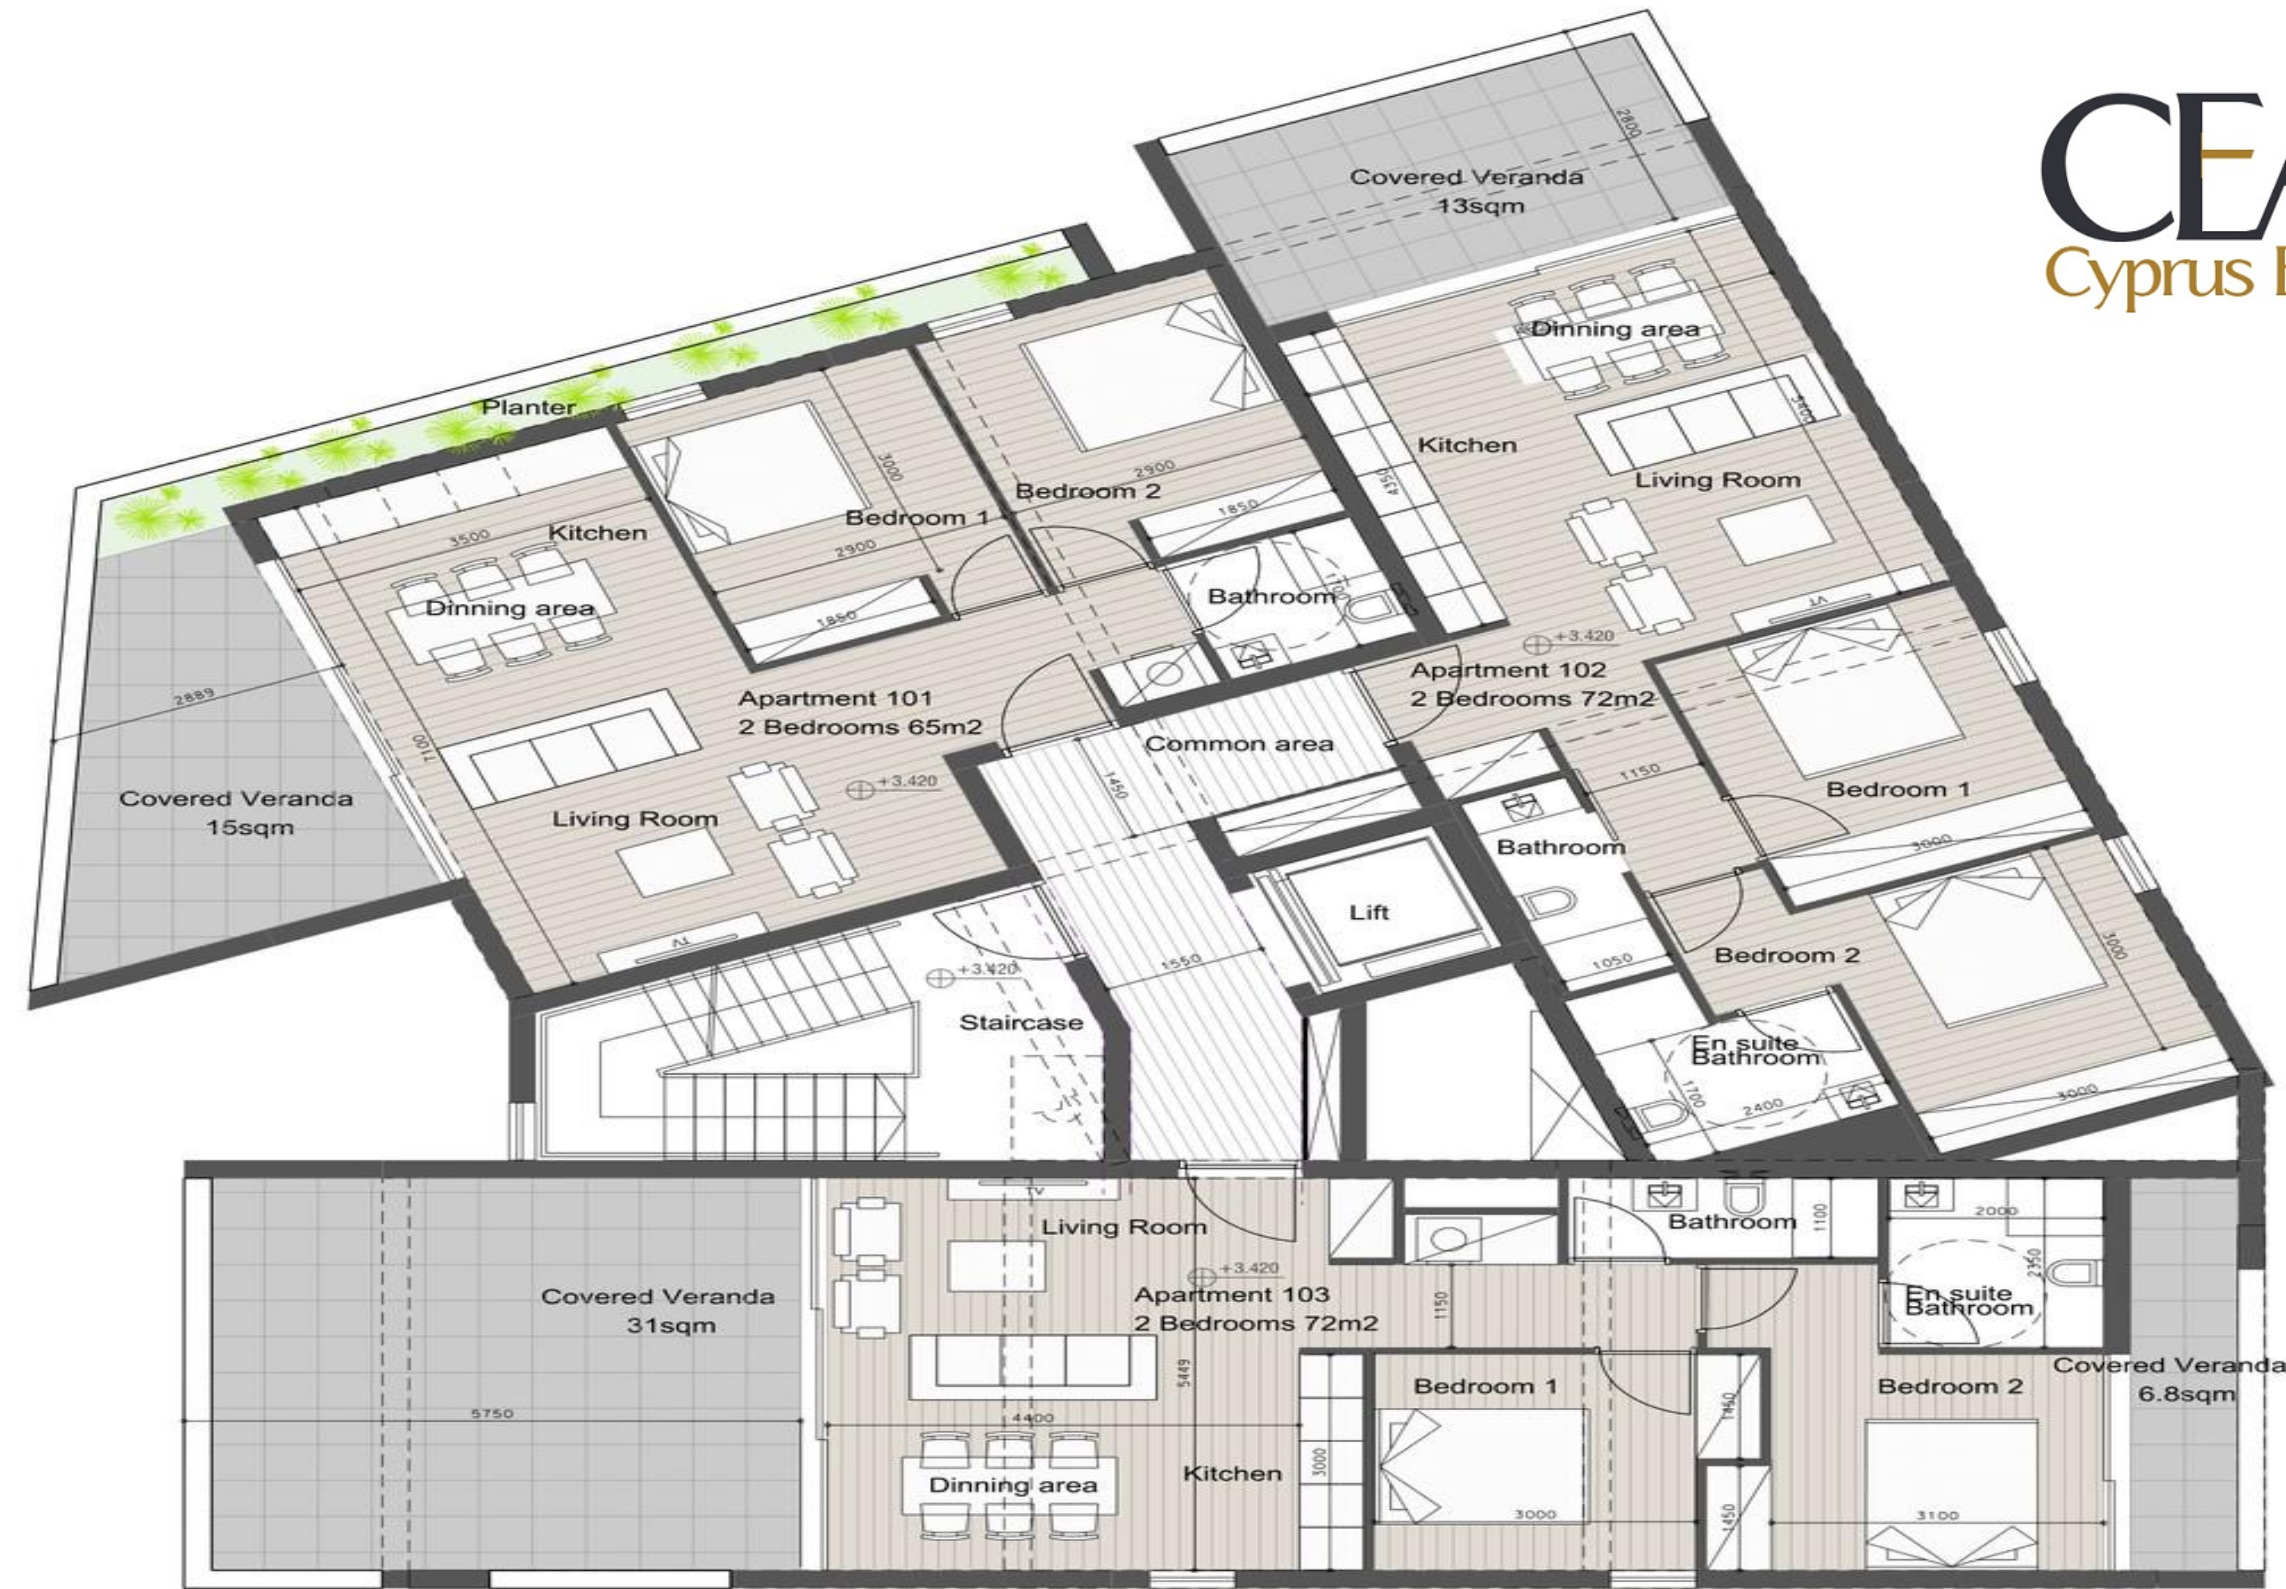 CEA
Cyprus E
Covered Veranda
13sqm
2800
Dinning area
5400
Kitchen
4350
Living Room
TV
Planter
Kitchen
3500
Dinning area
Bedroom 1
3000
2900
1850
Bedroom 2
2900
1850
Bathroom
1700
2889
7100
Covered Veranda
15sqm
Apartment 101
2 Bedrooms 65m2
+3.420
Living Room
TV
Common area
1450
1550
Apartment 102
2 Bedrooms 72m2
+3.420
1150
Bedroom 1
3000
Bathroom
1050
Lift
Bedroom 2
3000
3000
En suite
Bathroom
1700
2400
+3.420
Staircase
TV
Living Room
Covered Veranda
31sqm
5750
+3.420
Apartment 103
2 Bedrooms 72m2
5449
4400
Dinning area
Kitchen
3000
1150
Bathroom
1100
2000
2350
En suite
Bathroom
Bedroom 1
3000
1450
1450
Bedroom 2
3100
Covered Veranda
6.8sqm